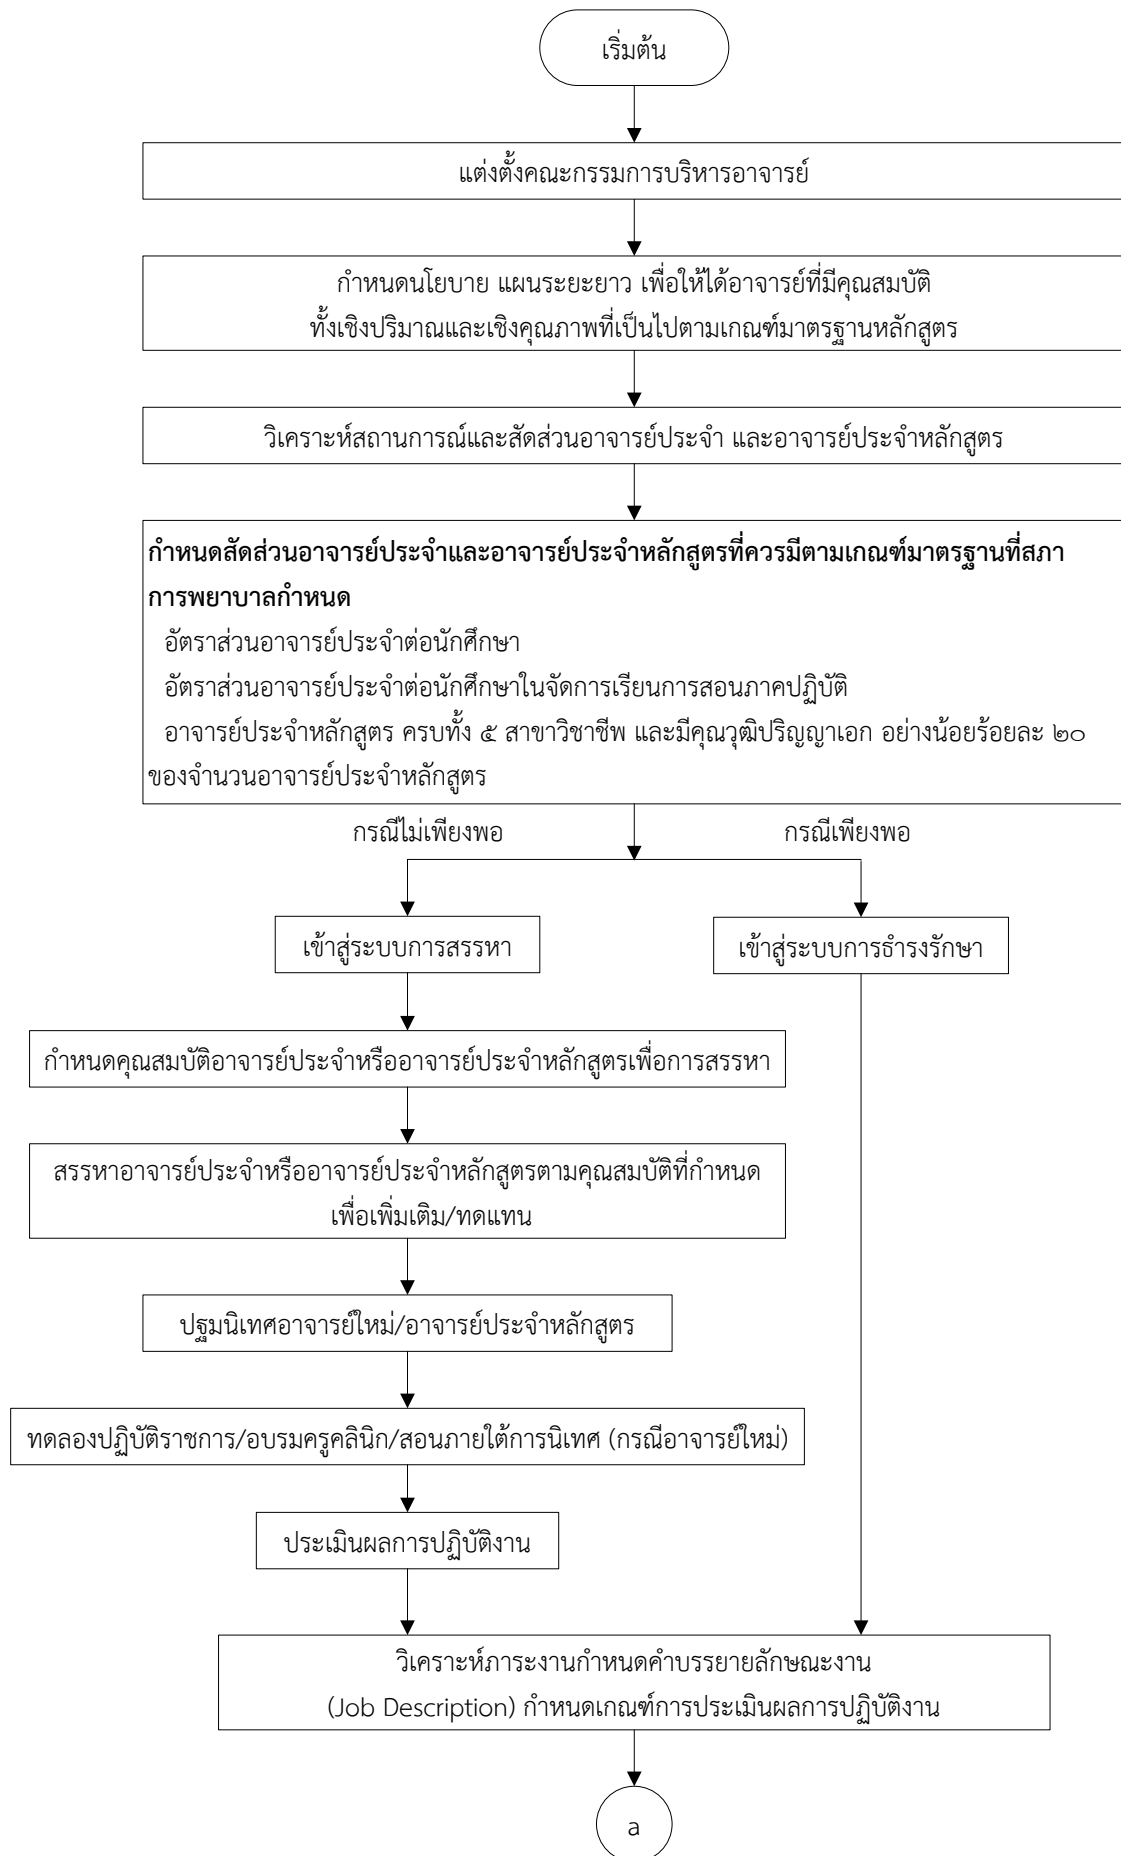 เริ่มต้น
แต่งตั้งคณะกรรมการบริหารอาจารย์
กำหนดนโยบาย แผนระยะยาว เพื่อให้ได้อาจารย์ที่มีคุณสมบัติ
ทั้งเชิงปริมาณและเชิงคุณภาพที่เป็นไปตามเกณฑ์มาตรฐานหลักสูตร
วิเคราะห์สถานการณ์และสัดส่วนอาจารย์ประจำ และอาจารย์ประจำหลักสูตร
กำหนดสัดส่วนอาจารย์ประจำและอาจารย์ประจำหลักสูตรที่ควรมีตามเกณฑ์มาตรฐานที่สภา
การพยาบาลกำหนด
อัตราส่วนอาจารย์ประจำต่อนักศึกษา
อัตราส่วนอาจารย์ประจำต่อนักศึกษาในจัดการเรียนการสอนภาคปฏิบัติ
อาจารย์ประจำหลักสูตร ครบทั้ง ๕ สาขาวิชาชีพ และมีคุณวุฒิปริญญาเอก อย่างน้อยร้อยละ ๒๐
ของจำนวนอาจารย์ประจำหลักสูตร
กรณีไม่เพียงพอ
กรณีเพียงพอ
เข้าสู่ระบบการสรรหา
เข้าสู่ระบบการธำรงรักษา
กำหนดคุณสมบัติอาจารย์ประจำหรืออาจารย์ประจำหลักสูตรเพื่อการสรรหา
สรรหาอาจารย์ประจำหรืออาจารย์ประจำหลักสูตรตามคุณสมบัติที่กำหนด
เพื่อเพิ่มเติม/ทดแทน
ปฐมนิเทศอาจารย์ใหม่/อาจารย์ประจำหลักสูตร
ทดลองปฏิบัติราชการ/อบรมครูคลินิก/สอนภายใต้การนิเทศ (กรณีอาจารย์ใหม่)
ประเมินผลการปฏิบัติงาน
วิเคราะห์ภาระงานกำหนดคำบรรยายลักษณะงาน
(Job Description) กำหนดเกณฑ์การประเมินผลการปฏิบัติงาน
a